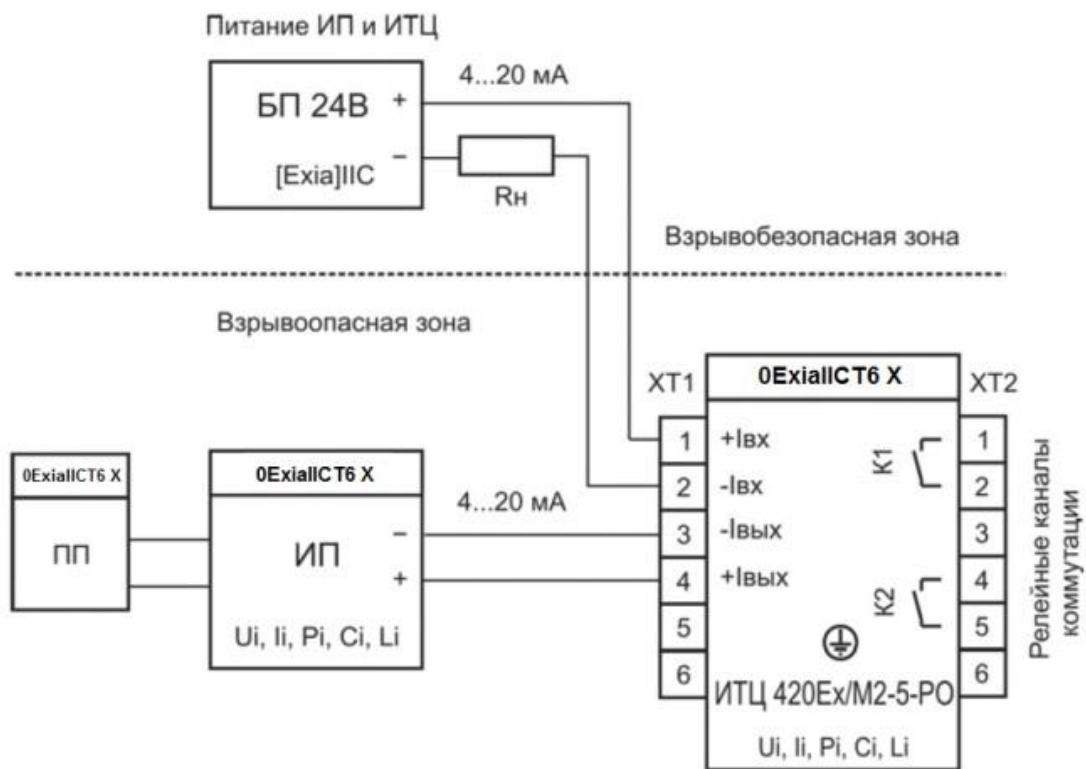 Питание ИП и ИТЦ
4...20 мА
БП 24В
+
−
[Exia]IIC
Rн
Взрывобезопасная зона
Взрывоопасная зона
XT1
0ExiaIICT6 X
XT2
1
2
3
4
5
6
+Iвх
-Iвх
-Iвых
+Iвых
K1
K2
1
2
3
4
5
6
Релейные каналы
коммутации
ИТЦ 420Ex/М2-5-РО
Ui, Ii, Pi, Ci, Li
0ExiaIICT6 X
ПП
0ExiaIICT6 X
ИП
−
+
Ui, Ii, Pi, Ci, Li
4...20 мА